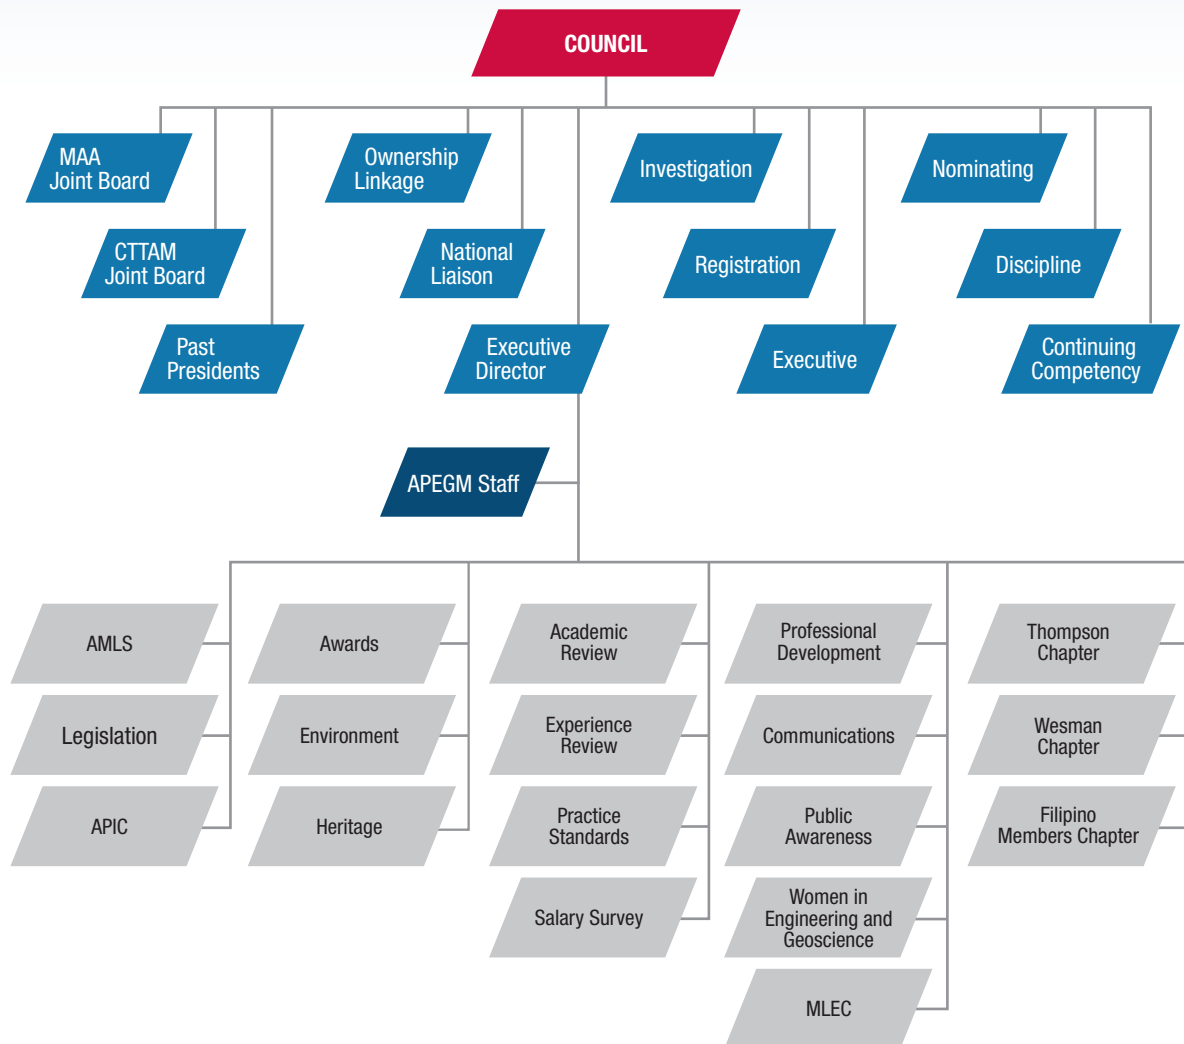 COUNCIL
MAA
Joint Board
Ownership
Linkage
Investigation
Nominating
CTTAM
Joint Board
National
Liaison
Registration
Discipline
Past
Presidents
Executive
Director
Executive
Continuing
Competency
APEGM Staff
AMLS
Awards
Academic
Review
Professional
Development
Thompson
Chapter
Legislation
Environment
Experience
Review
Communications
Wesman
Chapter
APIC
Heritage
Practice
Standards
Public
Awareness
Filipino
Members Chapter
Salary Survey
Women in
Engineering and
Geoscience
MLEC